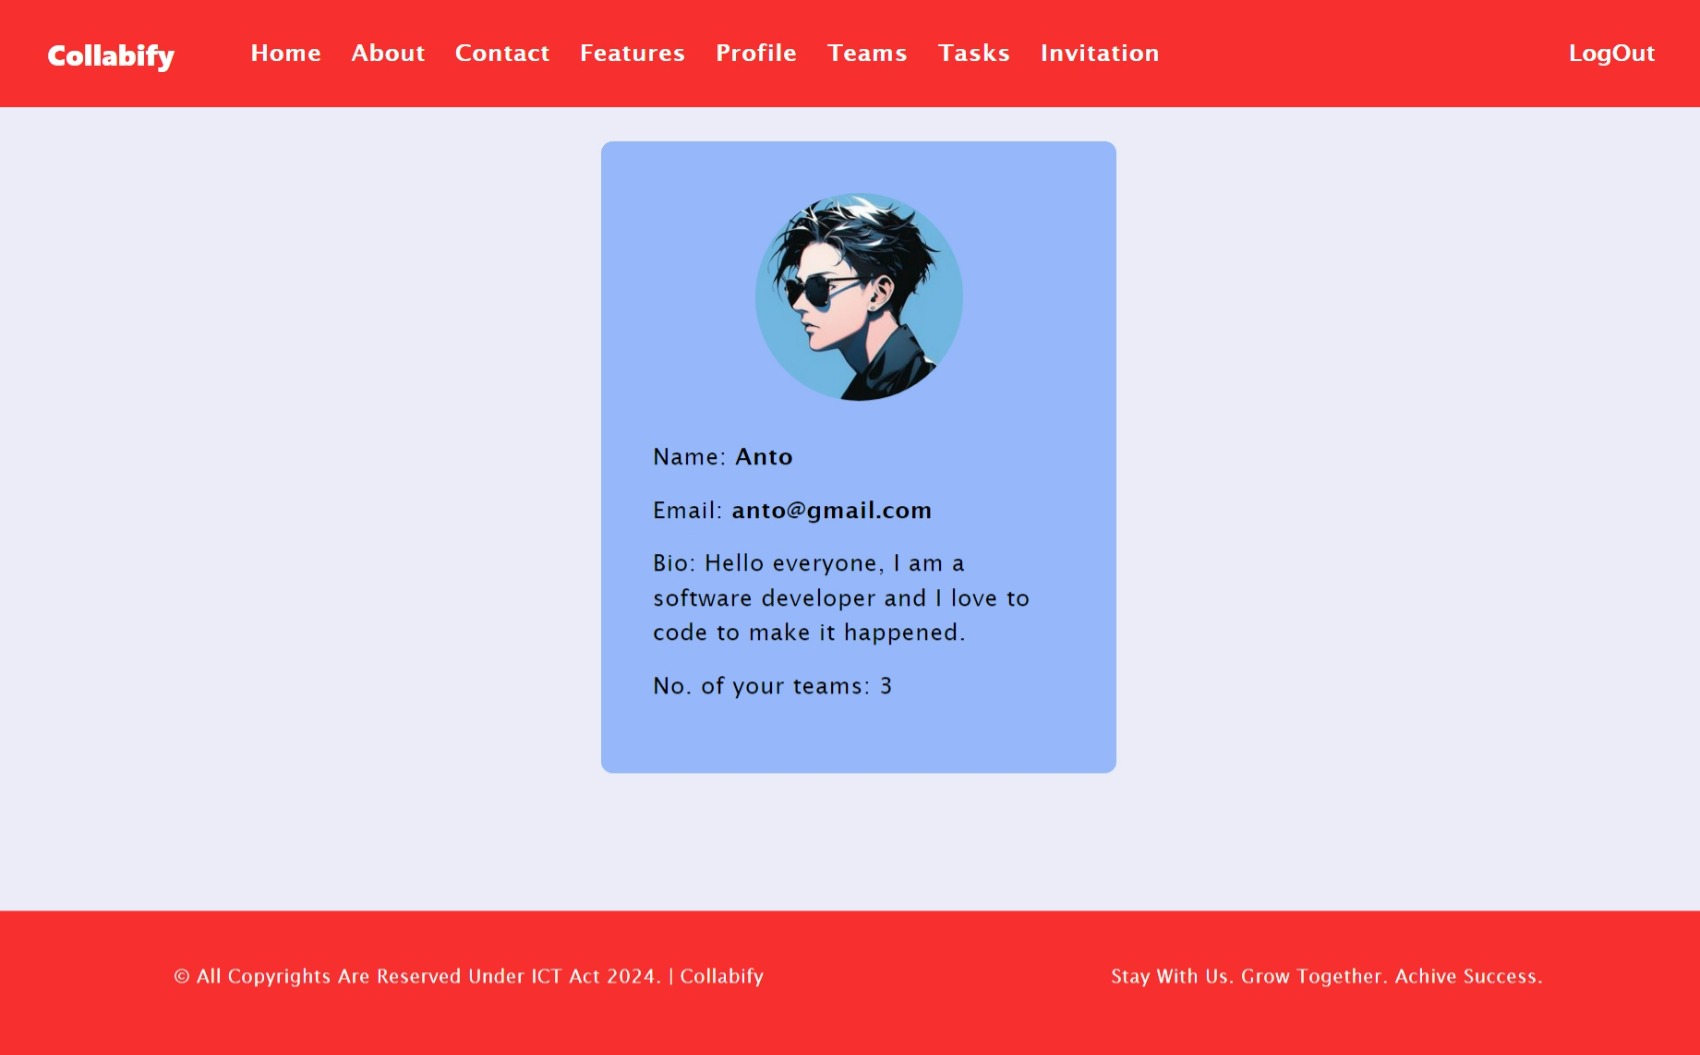 Collabify
Home About Contact Features Profile Teams Tasks Invitation
LogOut
Name: Anto
Email: anto@gmail.com
Bio: Hello everyone, I am a
software developer and I love to
code to make it happened.
No. of your teams: 3
© All Copyrights Are Reserved Under ICT Act 2024. | Collabify
Stay With Us. Grow Together. Achive Success.